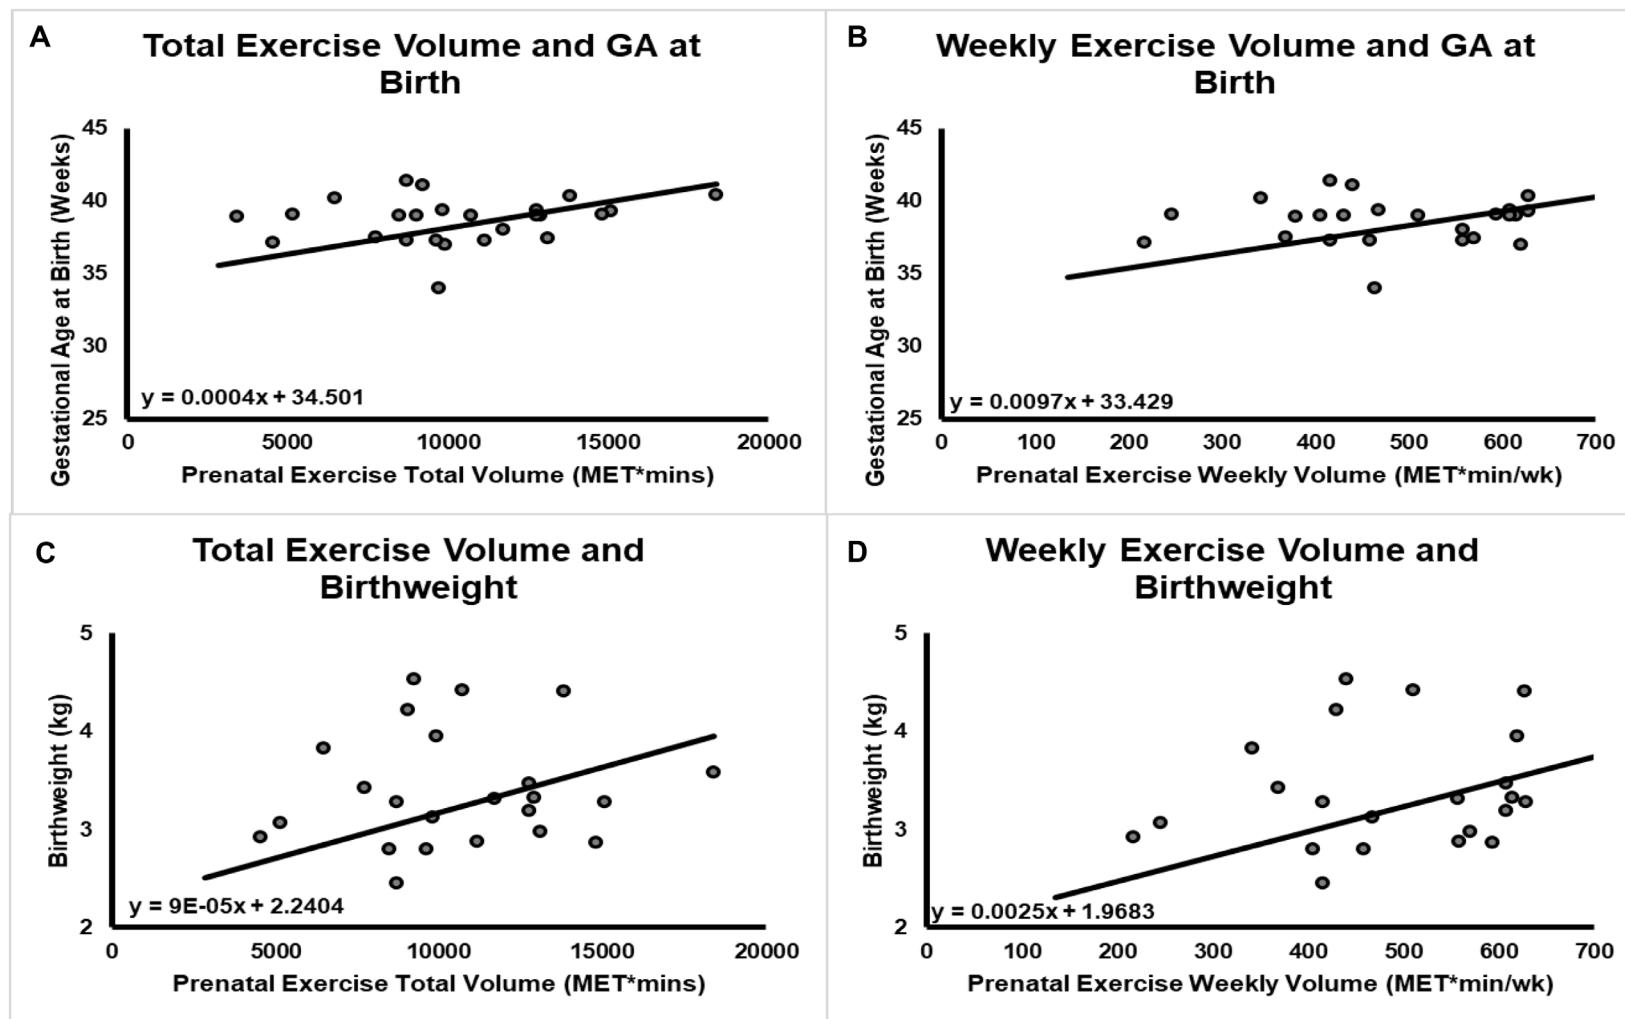 A
Total Exercise Volume and GA at
Birth
Gestational Age at Birth (Weeks)
45
40
35
30
25
y = 0.0004x + 34.501
0 5000 10000 15000 20000
Prenatal Exercise Total Volume (MET*mins)
B
Weekly Exercise Volume and GA at
Birth
Gestational Age at Birth (Weeks)
45
40
35
30
25
y = 0.0097x + 33.429
0 100 200 300 400 500 600 700
Prenatal Exercise Weekly Volume (MET*min/wk)
C
Total Exercise Volume and
Birthweight
Birthweight (kg)
5
4
3
2
y = 9E-05x + 2.2404
0 5000 10000 15000 20000
Prenatal Exercise Total Volume (MET*mins)
D
Weekly Exercise Volume and
Birthweight
Birthweight (kg)
5
4
3
2
y = 0.0025x + 1.9683
0 100 200 300 400 500 600 700
Prenatal Exercise Weekly Volume (MET*min/wk)